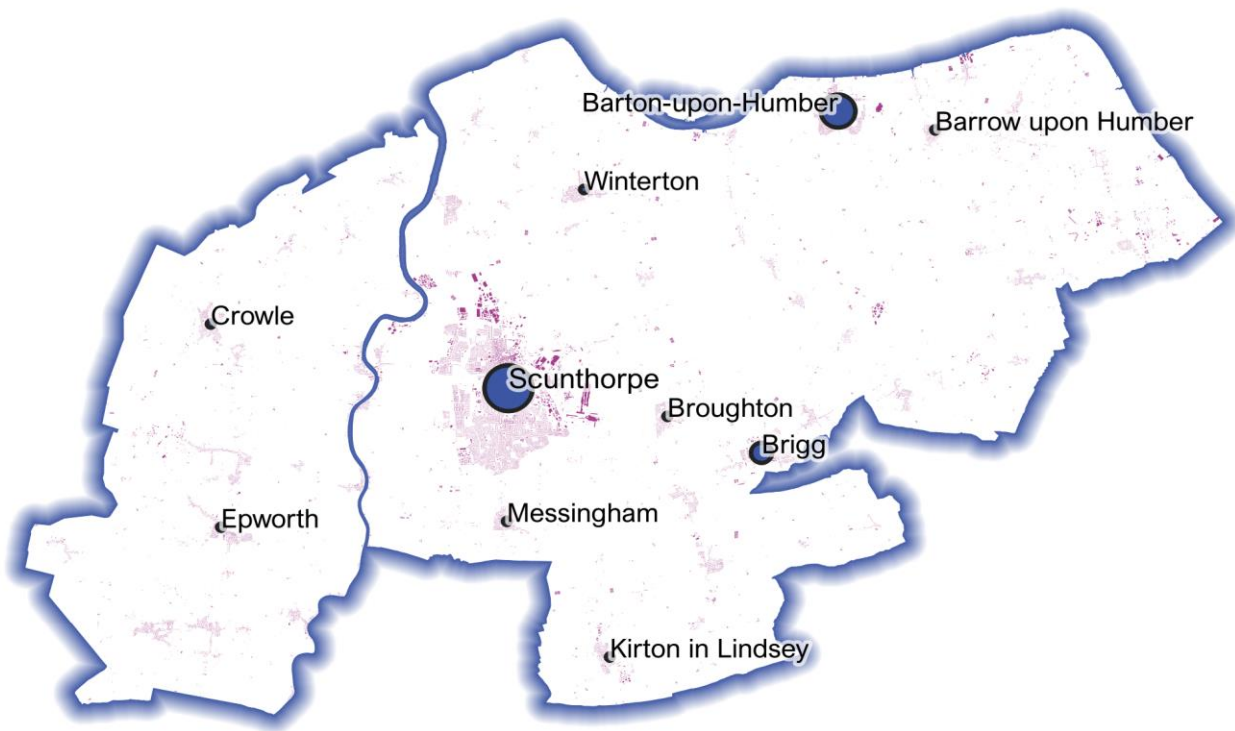 Barton-upon-Humber
Barrow upon Humber
Winterton
Crowle
Scunthorpe
Broughton
Brigg
Epworth
Messingham
Kirton in Lindsey